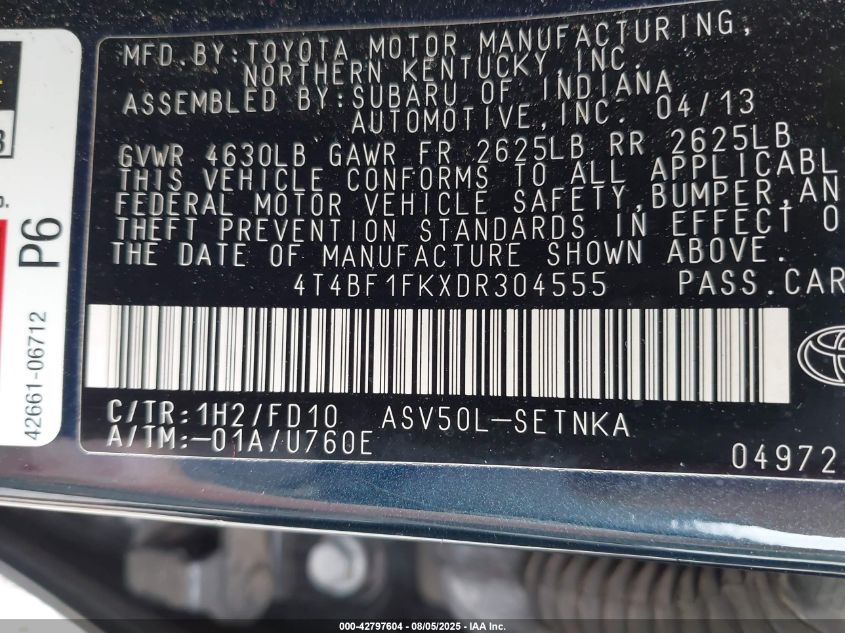 MFD.BY:TOYOTA MOTOR MANUFACTURING,
NORTHERN KENTUCKY,INC.
ASSEMBLED BY:SUBARU OF INDIANA
AUTOMOTIVE,INC. 04/13
GVWR 4630LB GAWR FR 2625LB RR 2625LB
THIS VEHICLE CONFORMS TO ALL APPLICABL
FEDERAL MOTOR VEHICLE SAFETY,BUMPER,AN
THEFT PREVENTION STANDARDS IN EFFECT O
THE DATE OF MANUFACTURE SHOWN ABOVE.
4T4BF1FKXDR304555 PASS.CAR
C/TR:1H2/FD10 ASV50L-SETNKA
A/TM:-01A/U760E
04972
P6
42661-06712
000-42797604 - 08/05/2025 - IAA Inc.